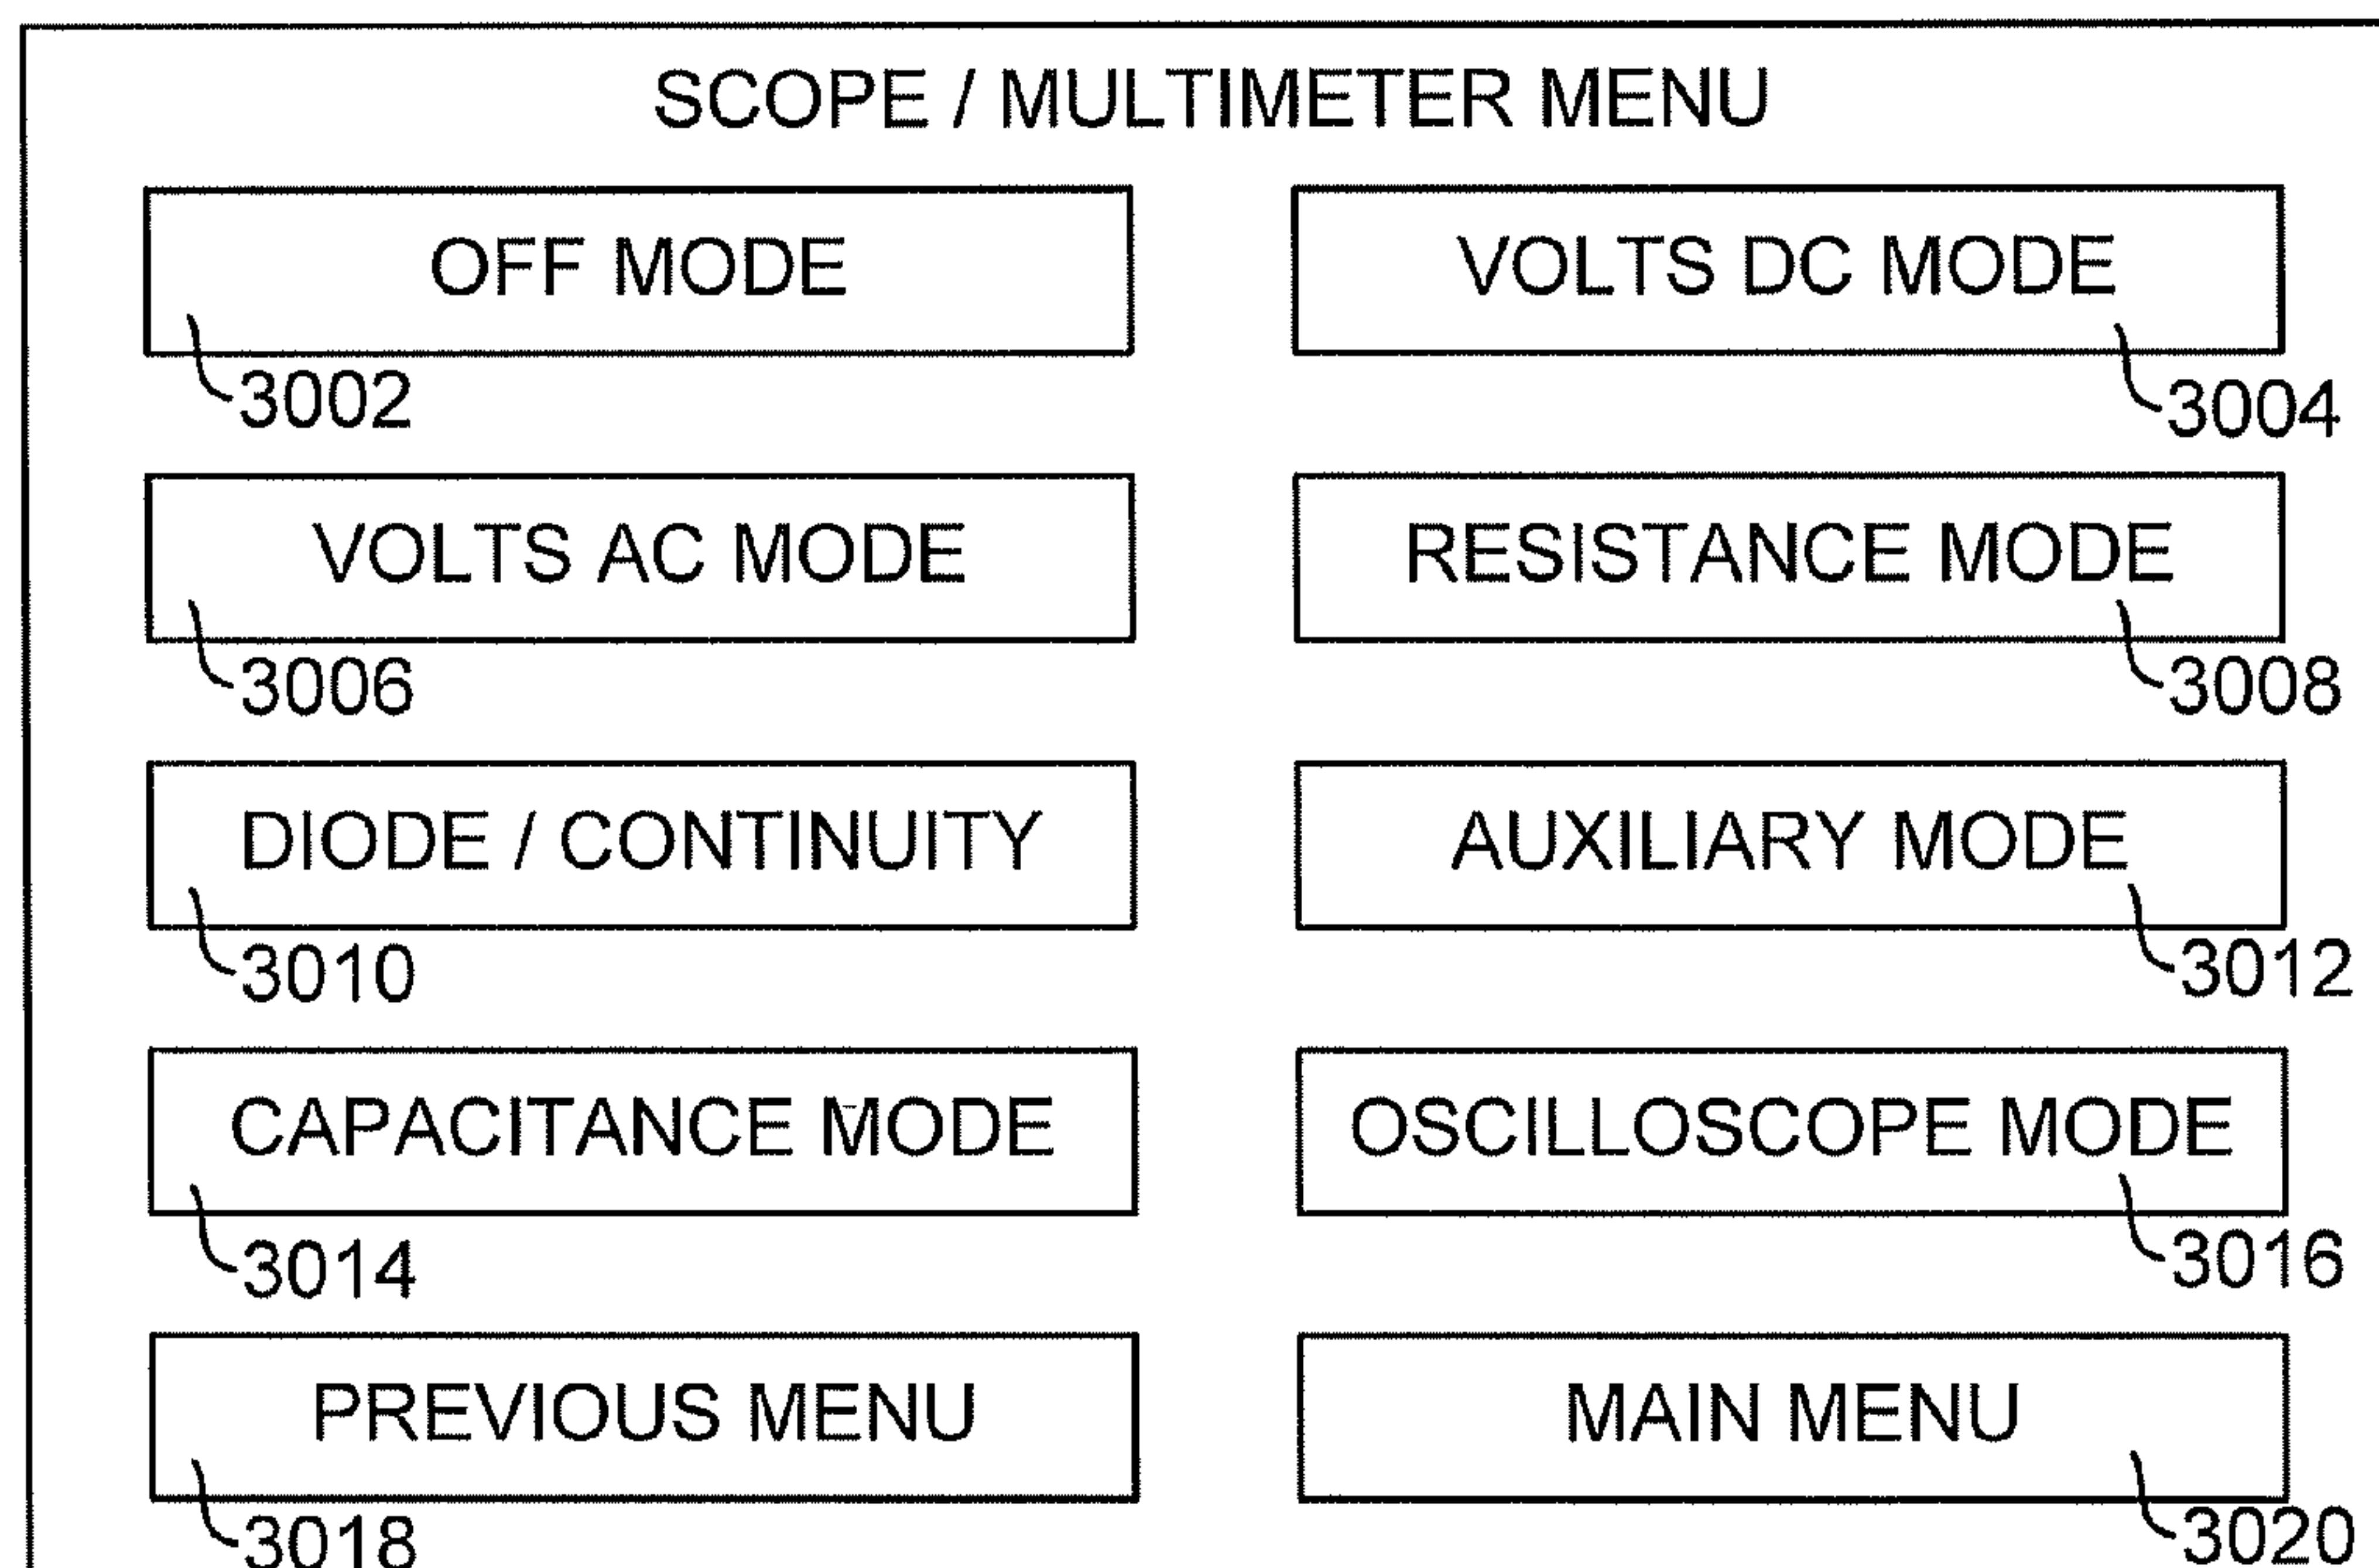 SCOPE / MULTIMETER MENU
OFF MODE
VOLTS DC MODE
3002
3004
VOLTS AC MODE
RESISTANCE MODE
3006
3008
DIODE / CONTINUITY
AUXILIARY MODE
3010
3012
CAPACITANCE MODE
OSCILLOSCOPE MODE
3014
3016
PREVIOUS MENU
MAIN MENU
3018
3020